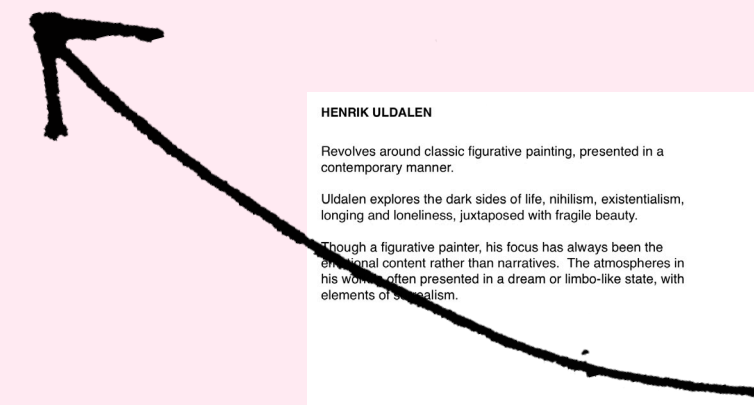 HENRIK ULDALEN
Revolves around classic figurative painting, presented in a
contemporary manner.
Uldalen explores the dark sides of life, nihilism, existentialism,
longing and loneliness, juxtaposed with fragile beauty.
Though a figurative painter, his focus has always been the
emotional content rather than narratives.  The atmospheres in
his often presented in a dream or limbo-like state, with
elements of surrealism.